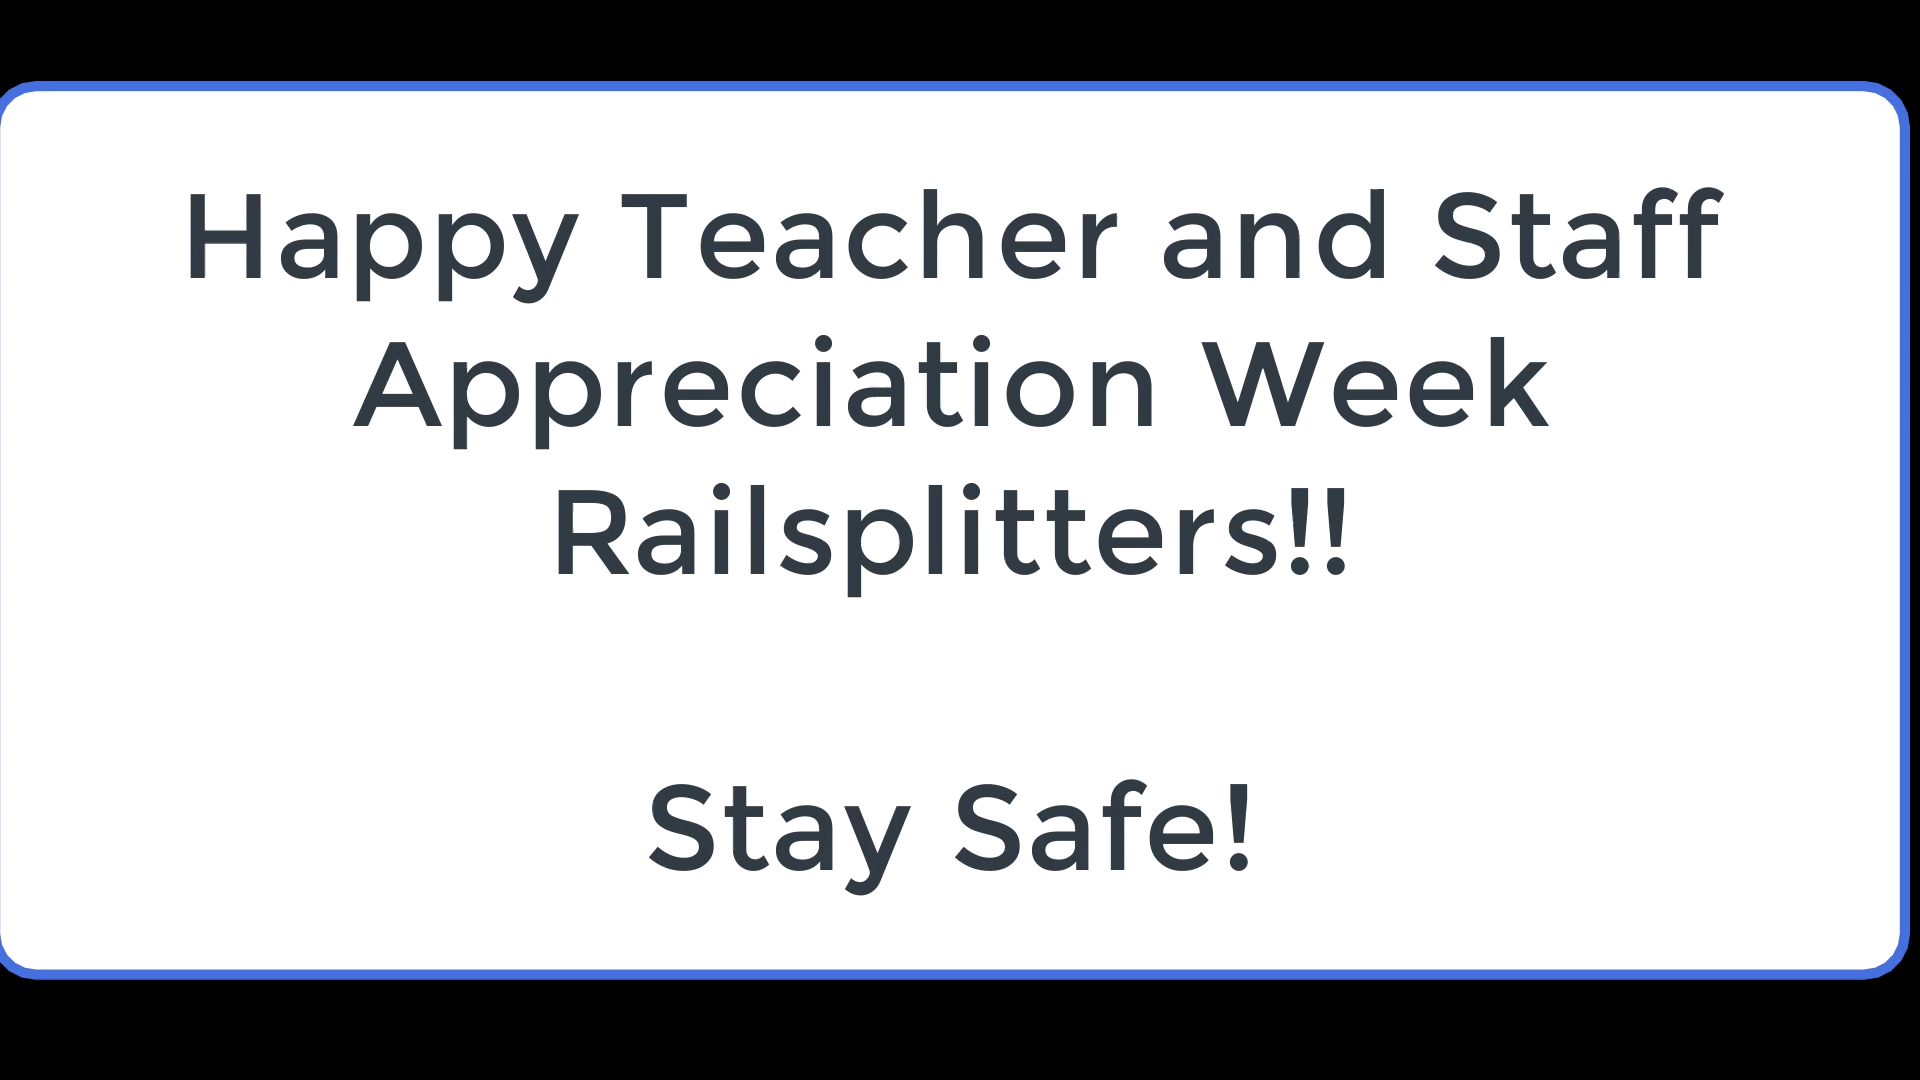 Happy Teacher and Staff
Appreciation Week
Railsplitters!!
Stay Safe!